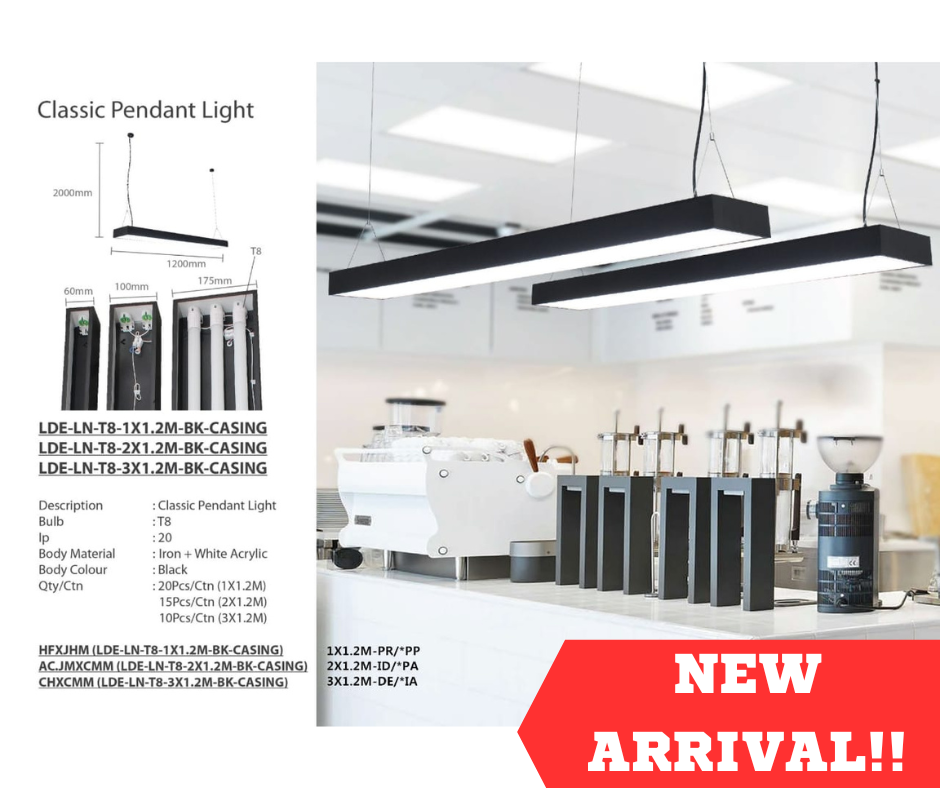 Classic Pendant Light
2000mm
1200mm
T8
60mm
100mm
175mm
LDE-LN-T8-1X1.2M-BK-CASING
LDE-LN-T8-2X1.2M-BK-CASING
LDE-LN-T8-3X1.2M-BK-CASING
Description : Classic Pendant Light
Bulb : T8
Ip : 20
Body Material : Iron + White Acrylic
Body Colour : Black
Qty/Ctn : 20Pcs/Ctn (1X1.2M)
15Pcs/Ctn (2X1.2M)
10Pcs/Ctn (3X1.2M)
HFXJHM (LDE-LN-T8-1X1.2M-BK-CASING)
AC.JMXCMM (LDE-LN-T8-2X1.2M-BK-CASING)
CHXCMM (LDE-LN-T8-3X1.2M-BK-CASING)
1X1.2M-PR/*PP
2X1.2M-ID/*PA
3X1.2M-DE/*IA
NEW
ARRIVAL!!